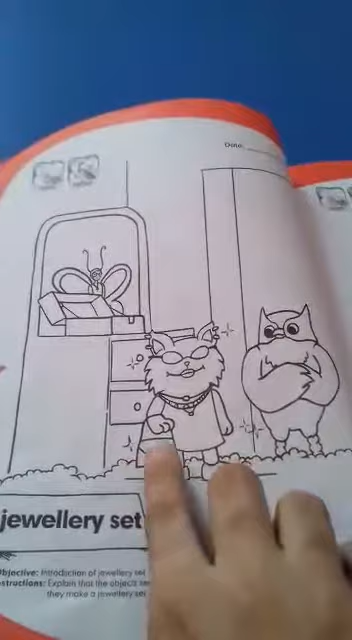 Date:
jewellery set
Objective: Introduction of jewellery set
Instructions: Explain that the objects
they make a jewellery set